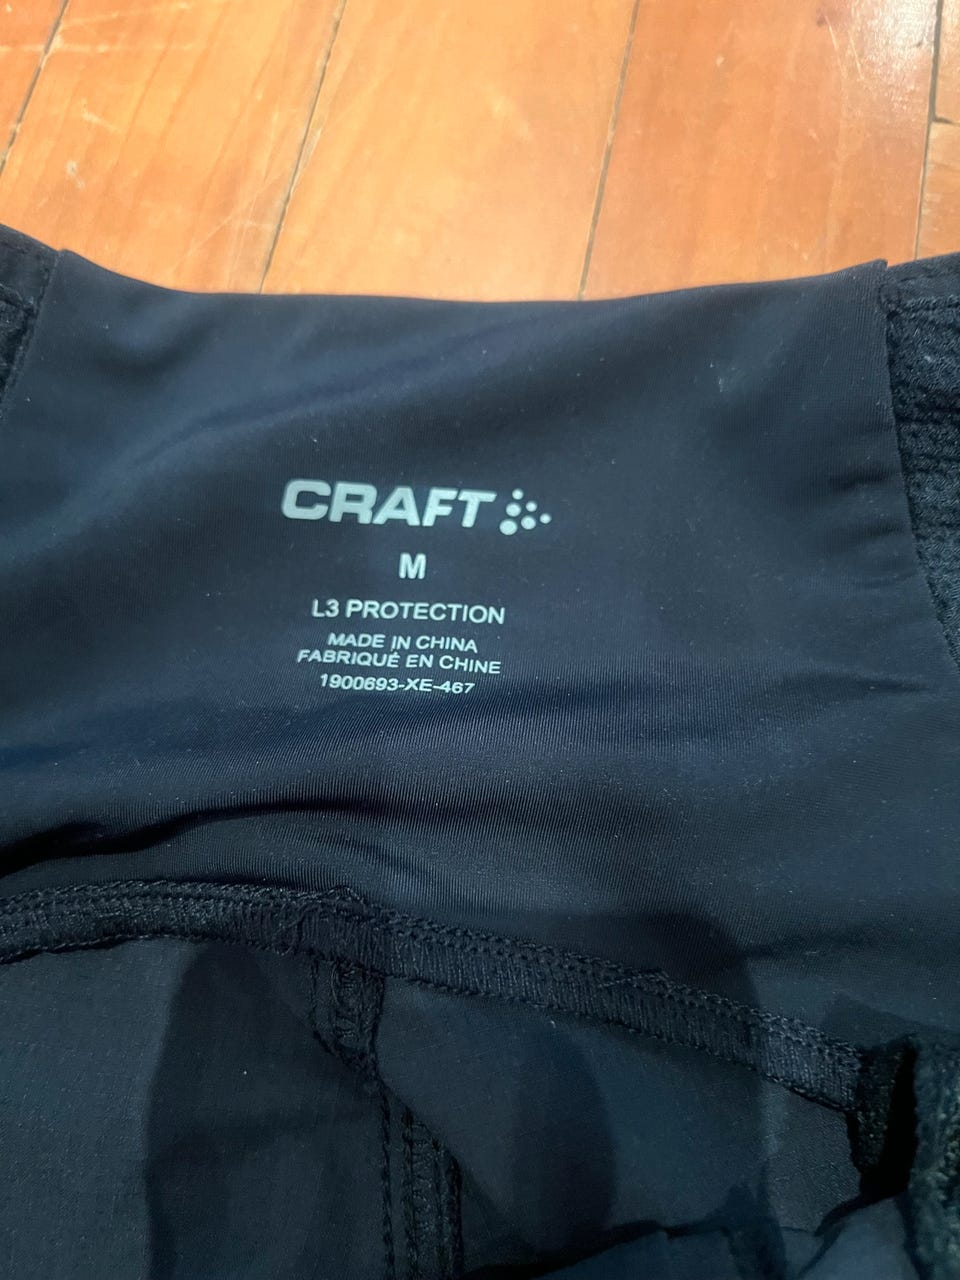 CRAFT
M
L3 PROTECTION
MADE IN CHINA
FABRIQUÉ EN CHINE
1900693-XE-467